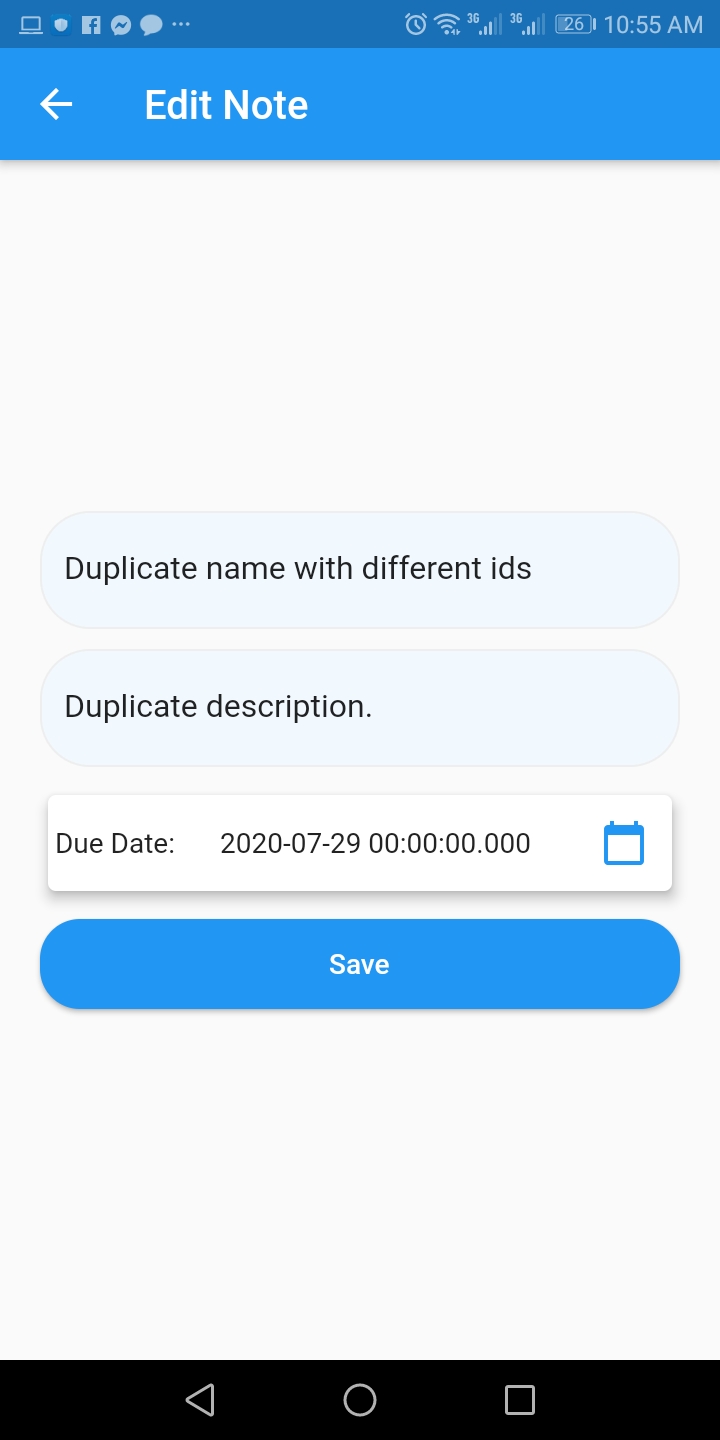 3G 3G 26 10:55 AM
Edit Note
Duplicate name with different ids
Duplicate description.
Due Date: 2020-07-29 00:00:00.000
Save